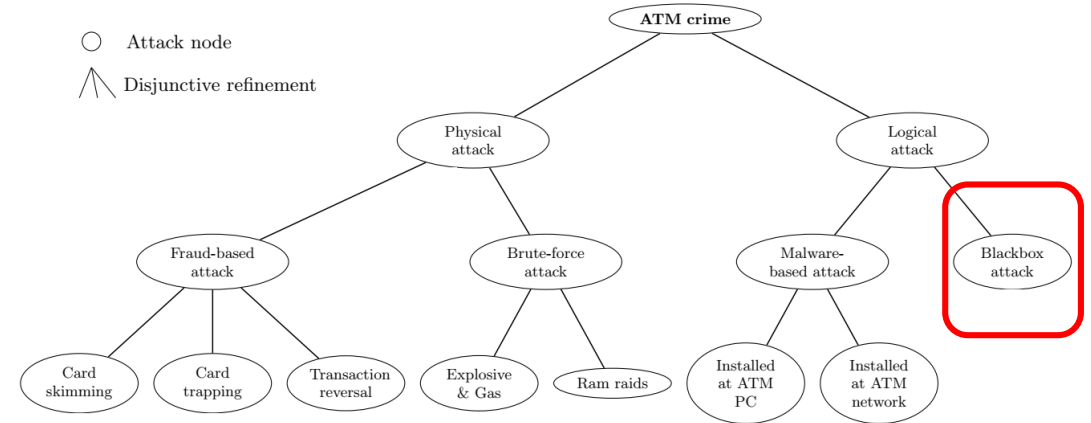 ATM crime
Attack node
Disjunctive refinement
Physical
attack
Logical
attack
Fraud-based
attack
Brute-force
attack
Malware-
based attack
Blackbox
attack
Card
skimming
Card
trapping
Transaction
reversal
Explosive
& Gas
Ram raids
Installed
at ATM
PC
Installed
at ATM
network